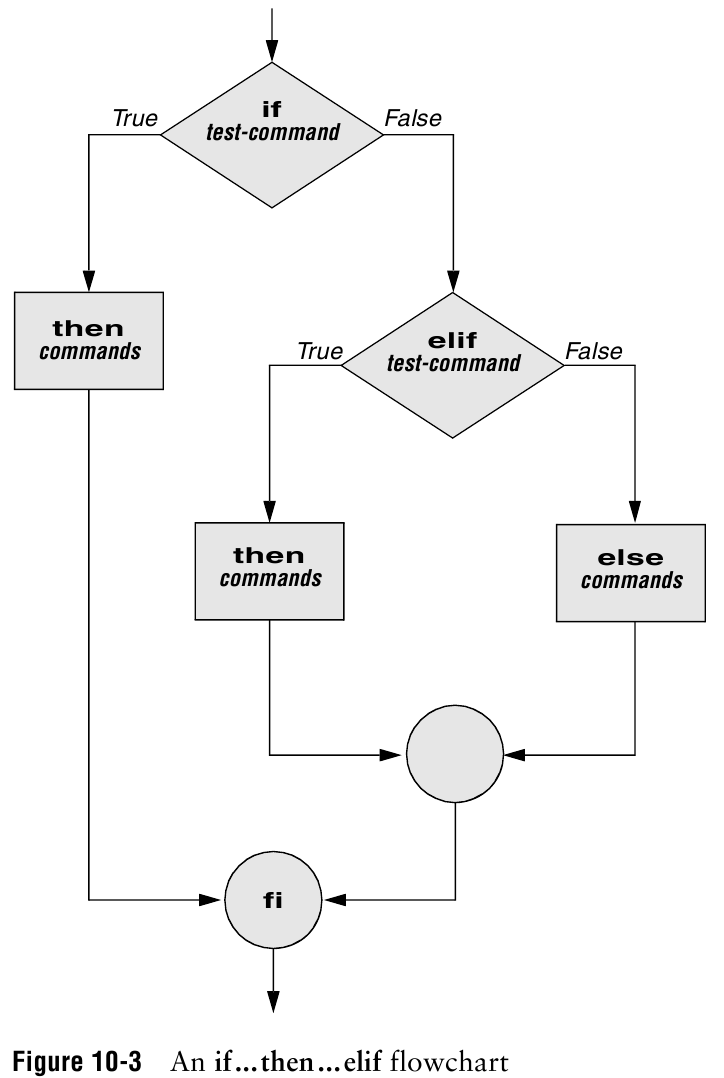 if
test-command
True
False
then
commands
elif
test-command
True
False
then
commands
else
commands
fi
Figure 10-3 An if...then...elif flowchart